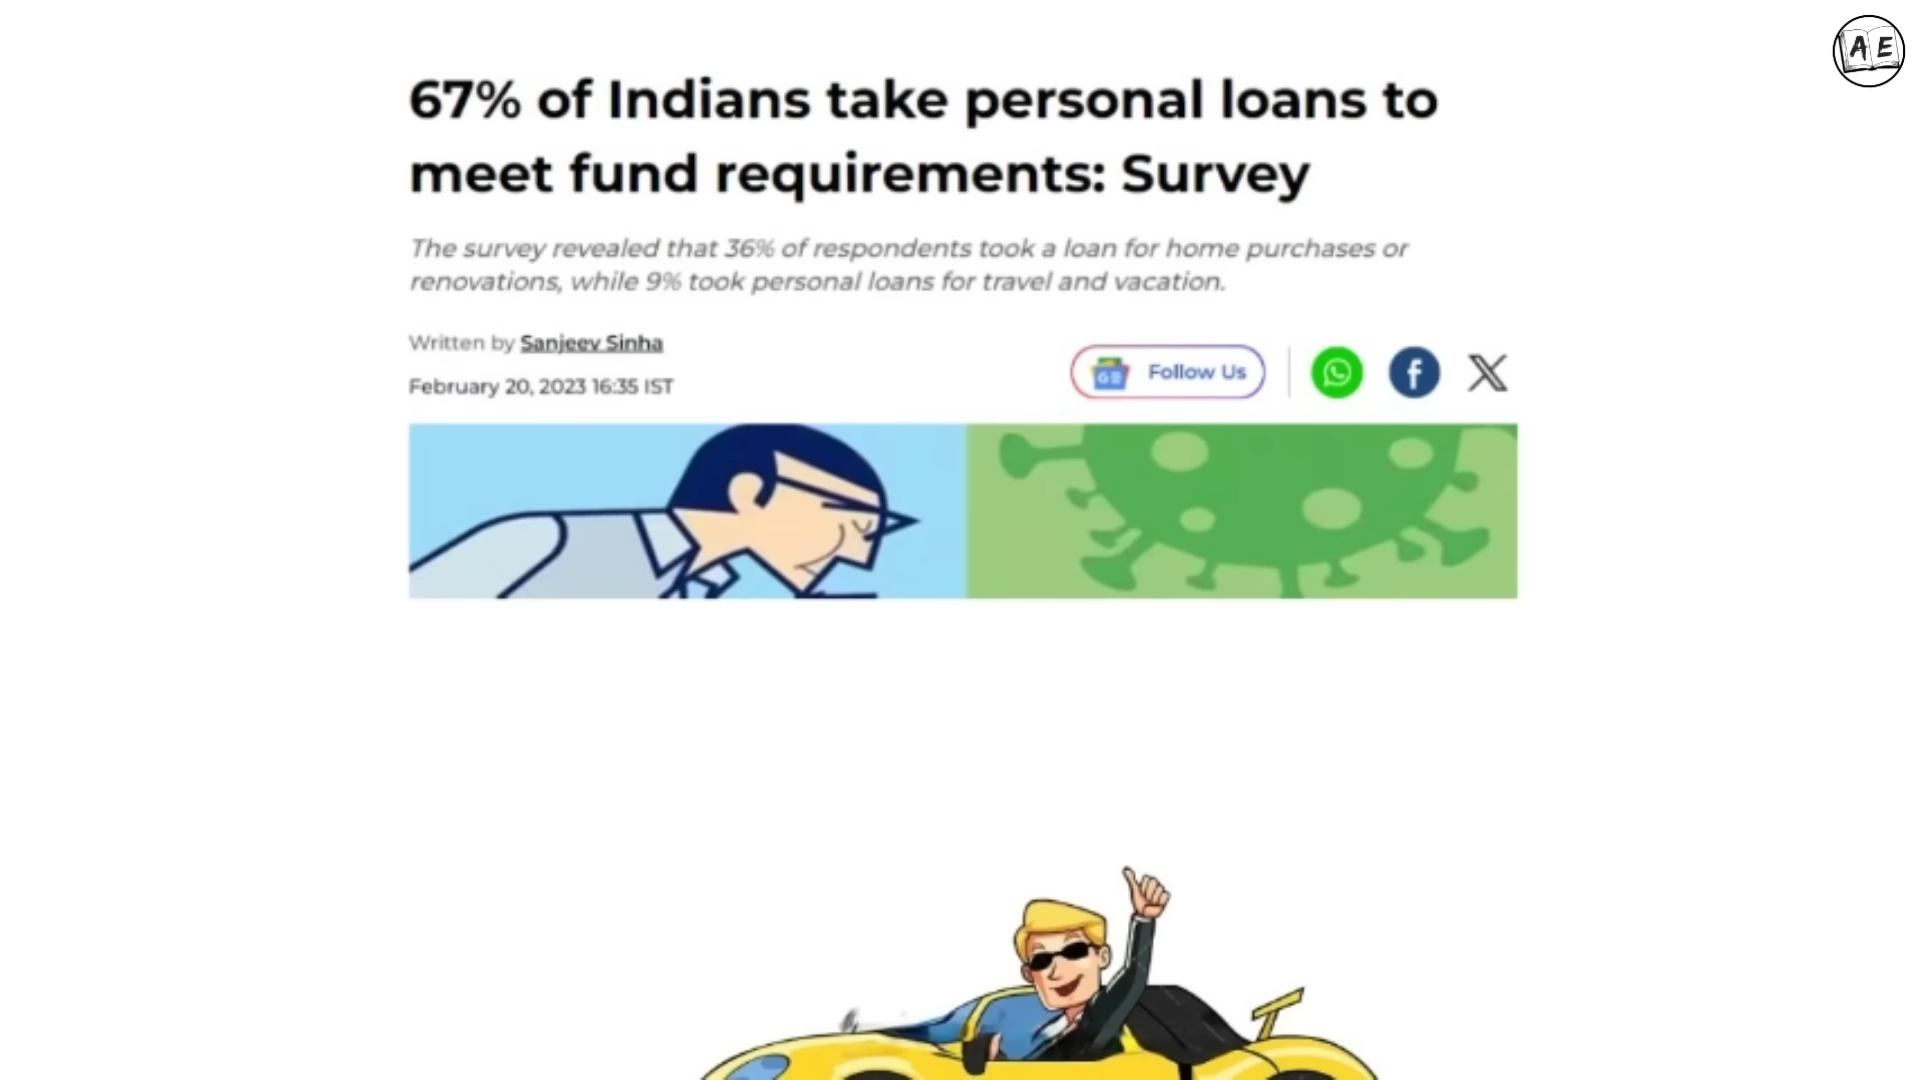 A E
67% of Indians take personal loans to
meet fund requirements: Survey
The survey revealed that 36% of respondents took a loan for home purchases or
renovations, while 9% took personal loans for travel and vacation.
Written by Sanjeev Sinha
February 20, 2023 16:35 IST
GE Follow Us